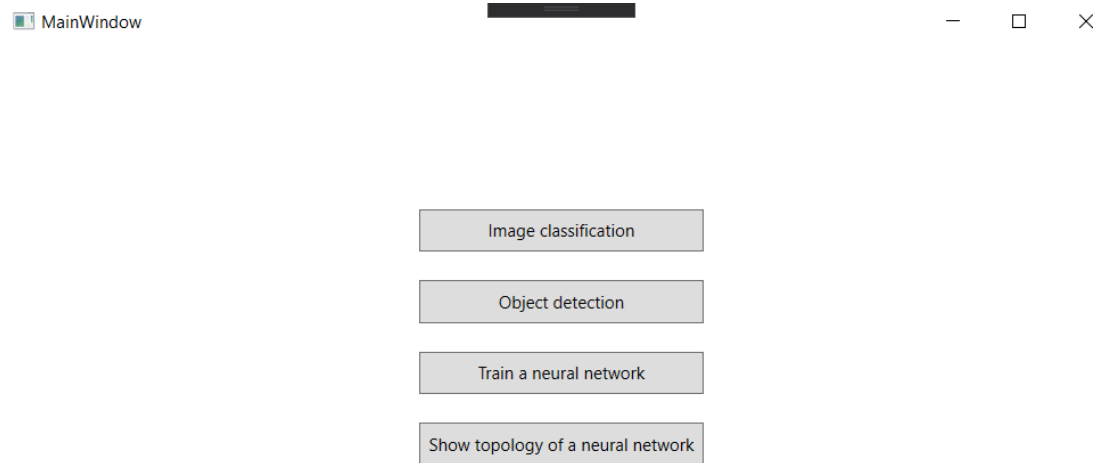 MainWindow
Image classification
Object detection
Train a neural network
Show topology of a neural network